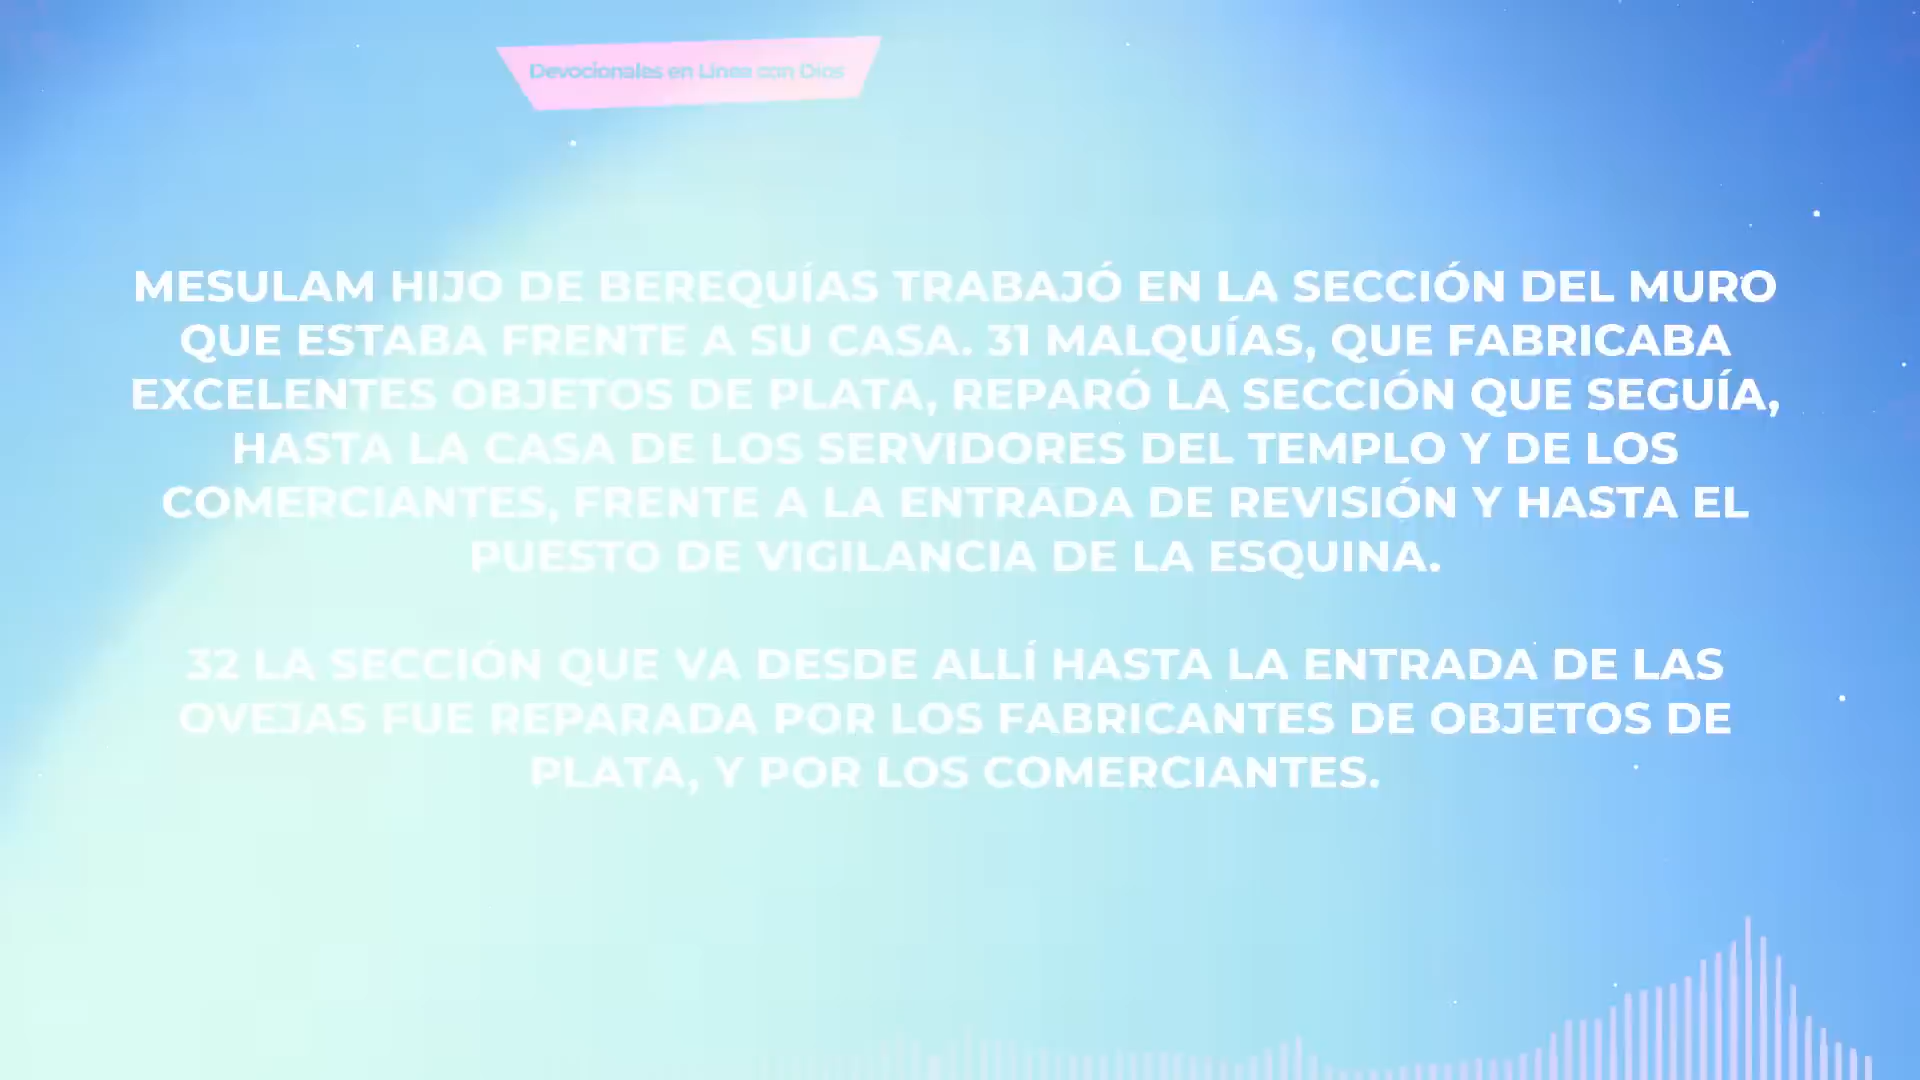 Devocionales en Linea con Dios
MESULAM HIJO DE BEREQUÍAS TRABAJÓ EN LA SECCIÓN DEL MURO
QUE ESTABA FRENTE A SU CASA. 31 MALQUÍAS, QUE FABRICABA
EXCELENTES OBJETOS DE PLATA, REPARÓ LA SECCIÓN QUE SEGUÍA,
HASTA LA CASA DE LOS SERVIDORES DEL TEMPLO Y DE LOS
COMERCIANTES, FRENTE A LA ENTRADA DE REVISIÓN Y HASTA EL
PUESTO DE VIGILANCIA DE LA ESQUINA.
32 LA SECCIÓN QUE VA DESDE ALLÍ HASTA LA ENTRADA DE LAS
OVEJAS FUE REPARADA POR LOS FABRICANTES DE OBJETOS DE
PLATA, Y POR LOS COMERCIANTES.